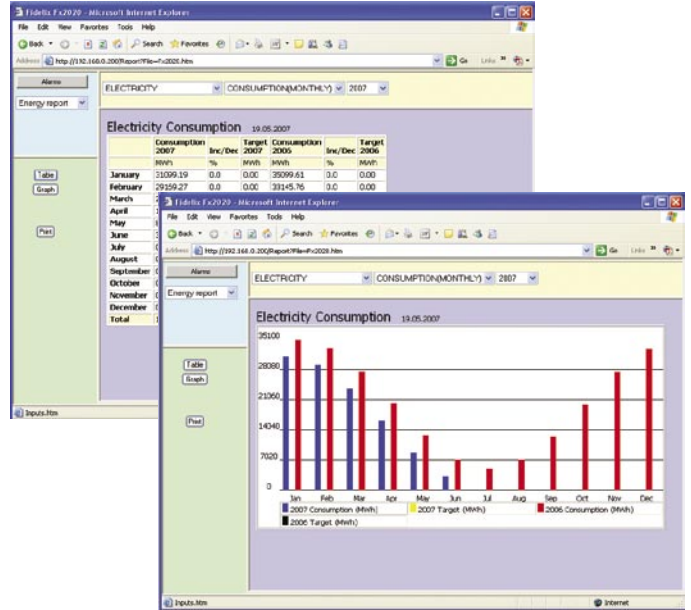 Fidelix Fx2020 - Microsoft Internet Explorer
File Edit View Favorites Tools Help
Back Search Favorites
Address http://192.168.0.200/Report?File=Fx2020.htm Go Links
Alarms
Energy report
ELECTRICITY CONSUMPTION(MONTHLY) 2007
Table
Graph
Print
Electricity Consumption 19.05.2007
Consumption 2007 Inc/Dec Target 2007 Consumption 2006 Inc/Dec Target 2006
MWh % MWh MWh % MWh
January 31099.19 0.0 0.00 35099.61 0.0 0.00
February 29159.27 0.0 0.00 33145.76 0.0 0.00
March
April
May
June
July
August
September
October
November
December
Total
Inputs.htm
Fidelix Fx2020 - Microsoft Internet Explorer
File Edit View Favorites Tools Help
Back Search Favorites
Address http://192.168.0.200/Report?File=Fx2020.htm Go Links
Alarms
Energy report
ELECTRICITY CONSUMPTION(MONTHLY) 2007
Table
Graph
Print
Electricity Consumption 19.05.2007
35100
28080
21060
14040
7020
0
Jan Feb Mar Apr May Jun Jul Aug Sep Oct Nov Dec
2007 Consumption (MWh) 2007 Target (MWh) 2006 Consumption (MWh)
2006 Target (MWh)
Inputs.htm Internet